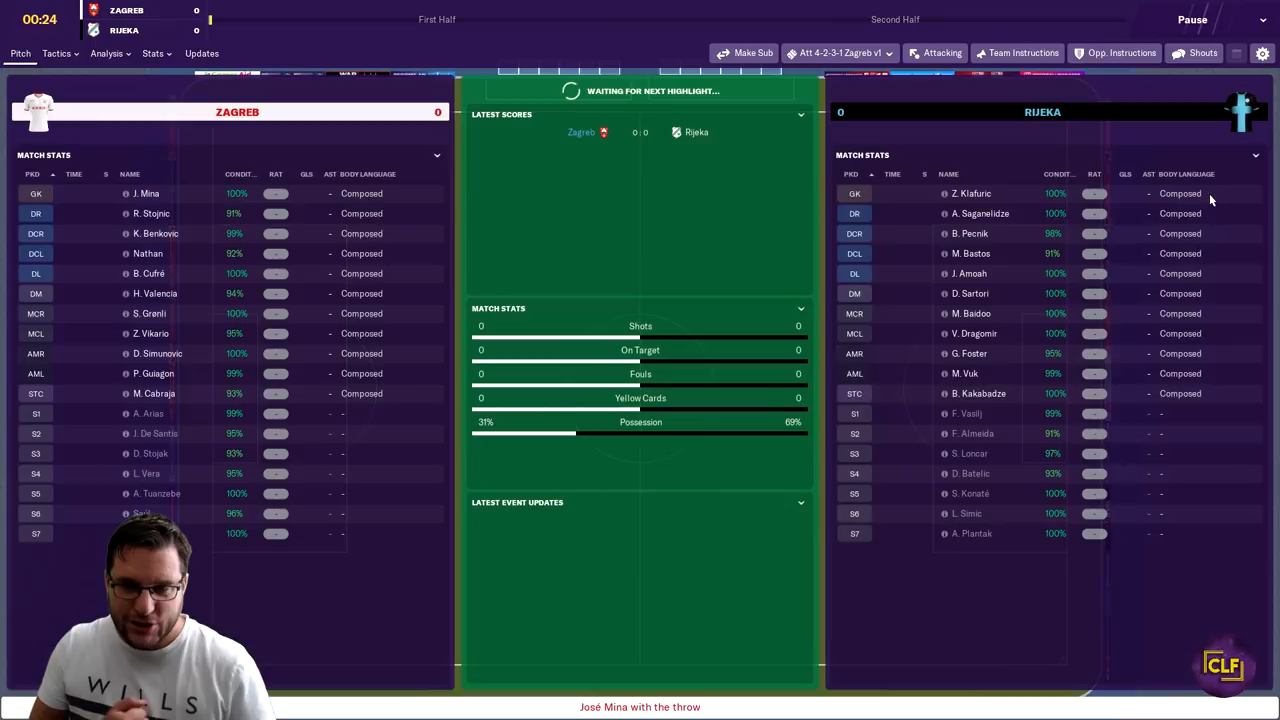 00:24
ZAGREB 0
RIJEKA 0
First Half
Second Half
Pause
Pitch Tactics Analysis Stats Updates
Make Sub Att 4-2-3-1 Zagreb v1 Attacking Team Instructions Opp. Instructions Shouts
ZAGREB 0
MATCH STATS
PKD TIME S NAME CONDIT... RAT GLS AST BODY LANGUAGE
GK J. Mina 100% - - Composed
DR R. Stojnic 91% - - Composed
DCR K. Benkovic 99% - - Composed
DCL Nathan 92% - - Composed
DL B. Cufré 100% - - Composed
DM H. Valencia 94% - - Composed
MCR S. Grønli 100% - - Composed
MCL Z. Vikario 95% - - Composed
AMR D. Simunovic 100% - - Composed
AML P. Guiagon 99% - - Composed
STC M. Cabraja 93% - - Composed
S1 A. Arias 99% - - -
S2 J. De Santis 95% - - -
S3 D. Stojak 93% - - -
S4 L. Vera 95% - - -
S5 A. Tuanzebe 100% - - -
S6 96% - - -
S7 100% - - -
WAITING FOR NEXT HIGHLIGHT...
LATEST SCORES
Zagreb 0 : 0 Rijeka
MATCH STATS
0 Shots 0
0 On Target 0
0 Fouls 0
0 Yellow Cards 0
31% Possession 69%
LATEST EVENT UPDATES
0 RIJEKA
MATCH STATS
PKD TIME S NAME CONDIT... RAT GLS AST BODY LANGUAGE
GK Z. Klafuric 100% - - Composed
DR A. Saganelidze 100% - - Composed
DCR B. Pecnik 98% - - Composed
DCL M. Bastos 91% - - Composed
DL J. Amoah 100% - - Composed
DM D. Sartori 100% - - Composed
MCR M. Baidoo 100% - - Composed
MCL V. Dragomir 100% - - Composed
AMR G. Foster 95% - - Composed
AML M. Vuk 99% - - Composed
STC B. Kakabadze 100% - - Composed
S1 F. Vasilj 99% - - -
S2 F. Almeida 91% - - -
S3 S. Loncar 97% - - -
S4 D. Batelic 93% - - -
S5 S. Konaté 100% - - -
S6 L. Simic 100% - - -
S7 A. Plantak 100% - - -
WILLS
CLF
José Mina with the throw